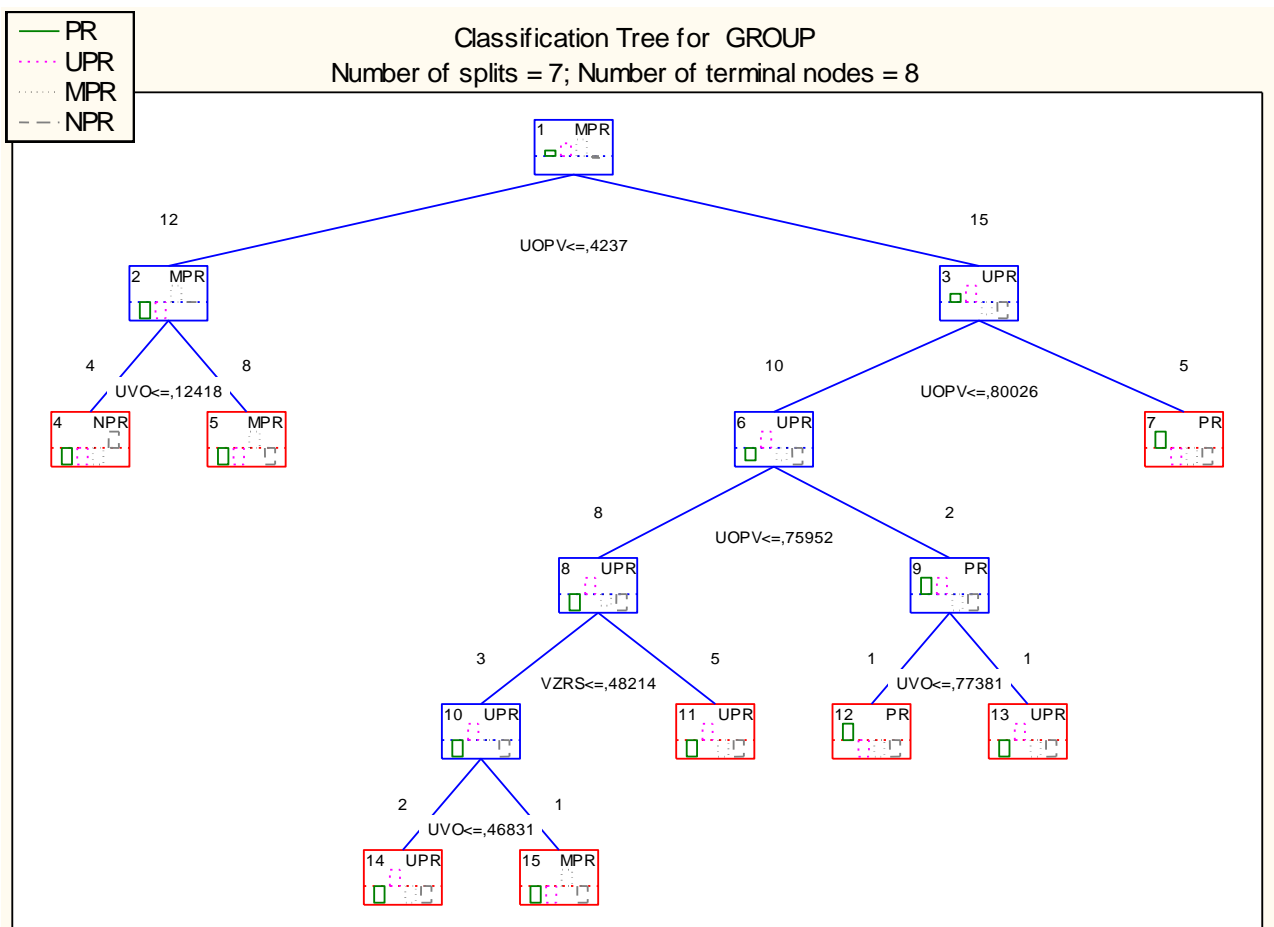 PR
UPR
MPR
NPR
Classification Tree for GROUP
Number of splits = 7; Number of terminal nodes = 8
1 MPR
12 15
UOPV<=,4237
2 MPR 3 UPR
4 8 10 5
UVO<=,12418 UOPV<=,80026
4 NPR 5 MPR 6 UPR 7 PR
8 2
UOPV<=,75952
8 UPR 9 PR
3 5 1 1
VZRS<=,48214 UVO<=,77381
10 UPR 11 UPR 12 PR 13 UPR
2 1
UVO<=,46831
14 UPR 15 MPR